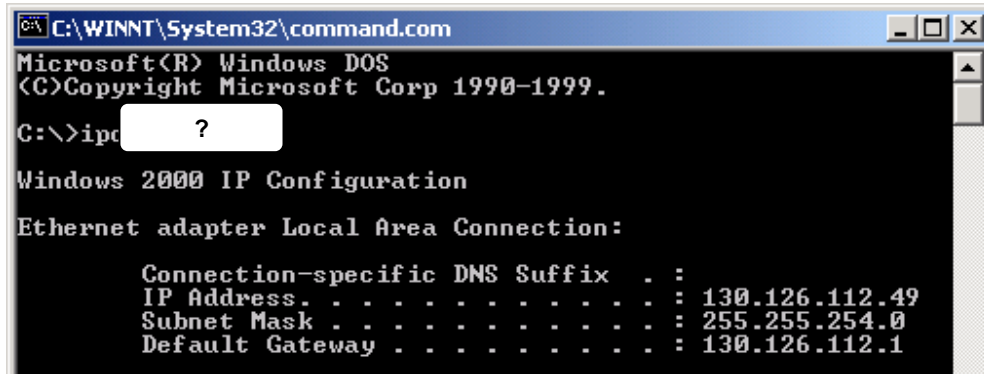 C:\WINNT\System32\command.com
Microsoft(R) Windows DOS
(C)Copyright Microsoft Corp 1990-1999.
C:\>ip ?
Windows 2000 IP Configuration
Ethernet adapter Local Area Connection:
Connection-specific DNS Suffix . :
IP Address. . . . . . . . . . . . : 130.126.112.49
Subnet Mask . . . . . . . . . . . : 255.255.254.0
Default Gateway . . . . . . . . . : 130.126.112.1